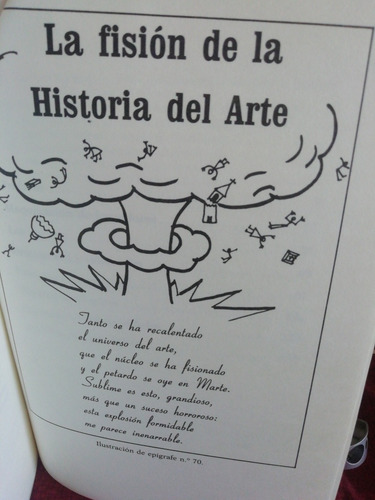 La fisión de la
Historia del Arte
Tanto se ha recalentado
el universo del arte,
que el núcleo se ha fisionado
y el petardo se oye en Marte.
Sublime es esto, grandioso,
más que un suceso horroroso:
esta explosión formidable
me parece inenarrable.
Ilustración de epígrafe n.º 70.